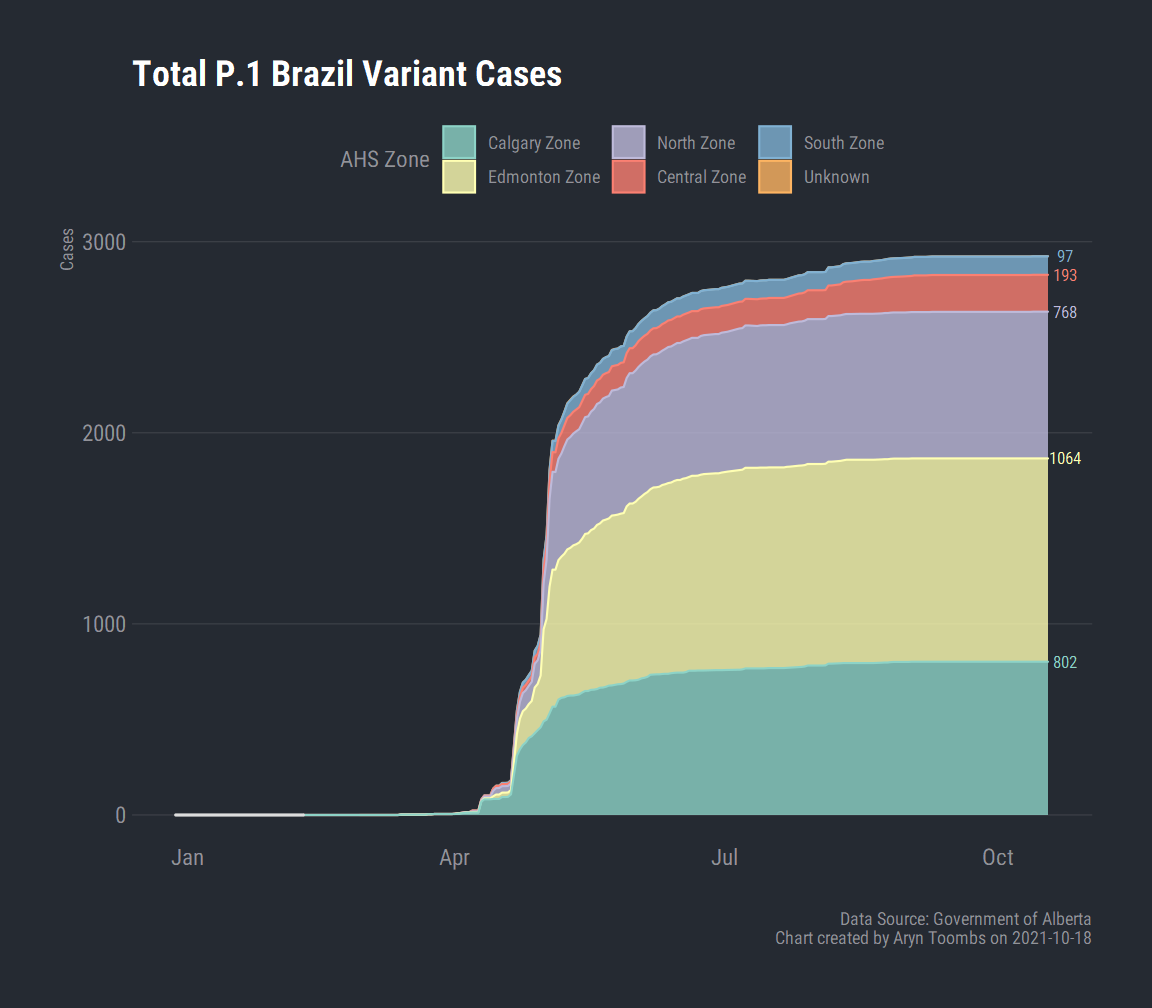 Total P.1 Brazil Variant Cases
AHS Zone
Calgary Zone
North Zone
South Zone
Edmonton Zone
Central Zone
Unknown
Cases
3000
2000
1000
0
97
193
768
1064
802
Jan
Apr
Jul
Oct
Data Source: Government of Alberta
Chart created by Aryn Toombs on 2021-10-18